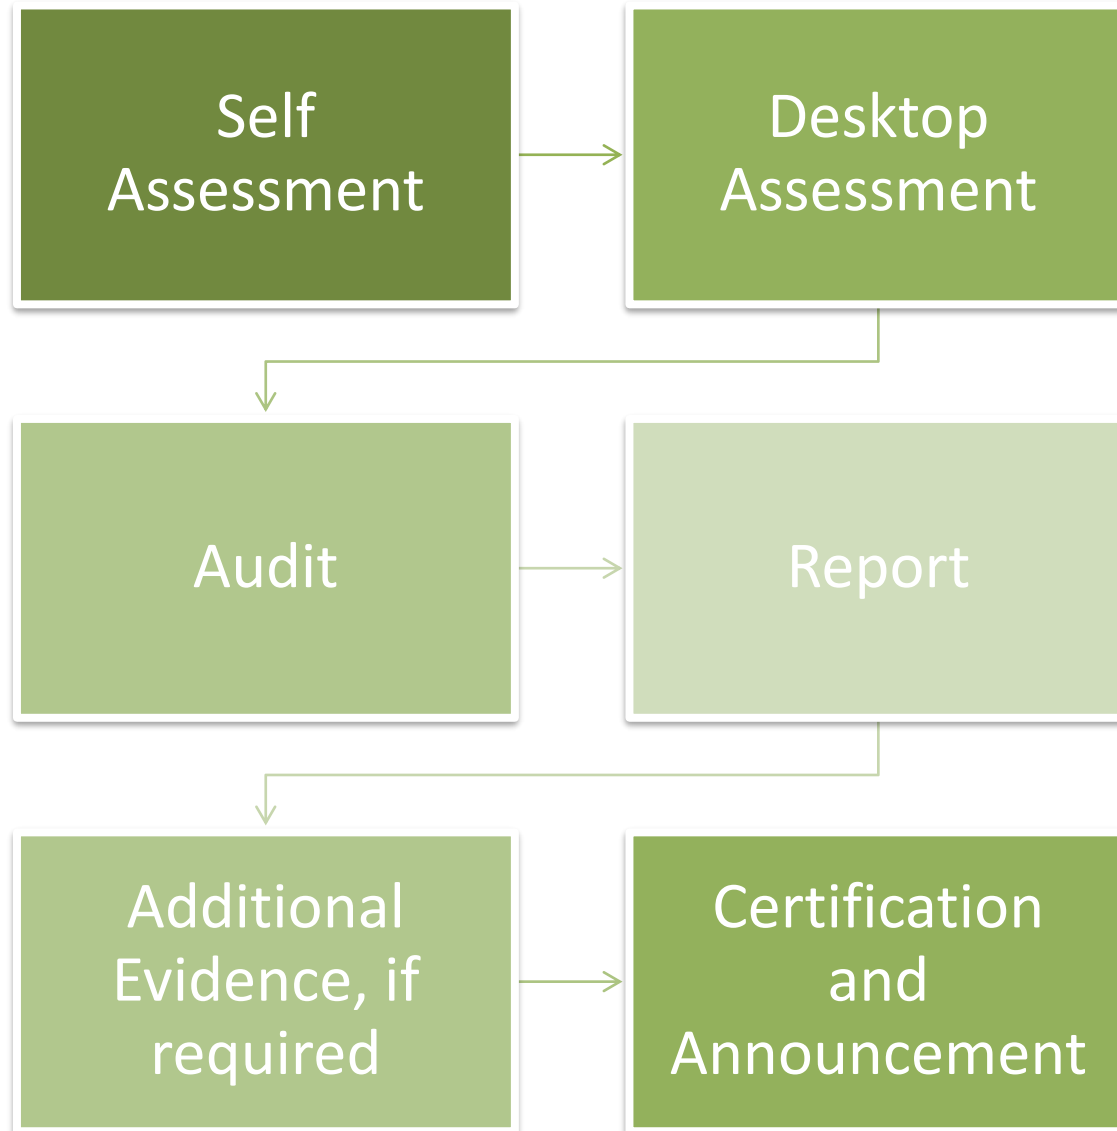 Self
Assessment
Desktop
Assessment
Audit
Report
Additional
Evidence, if
required
Certification
and
Announcement